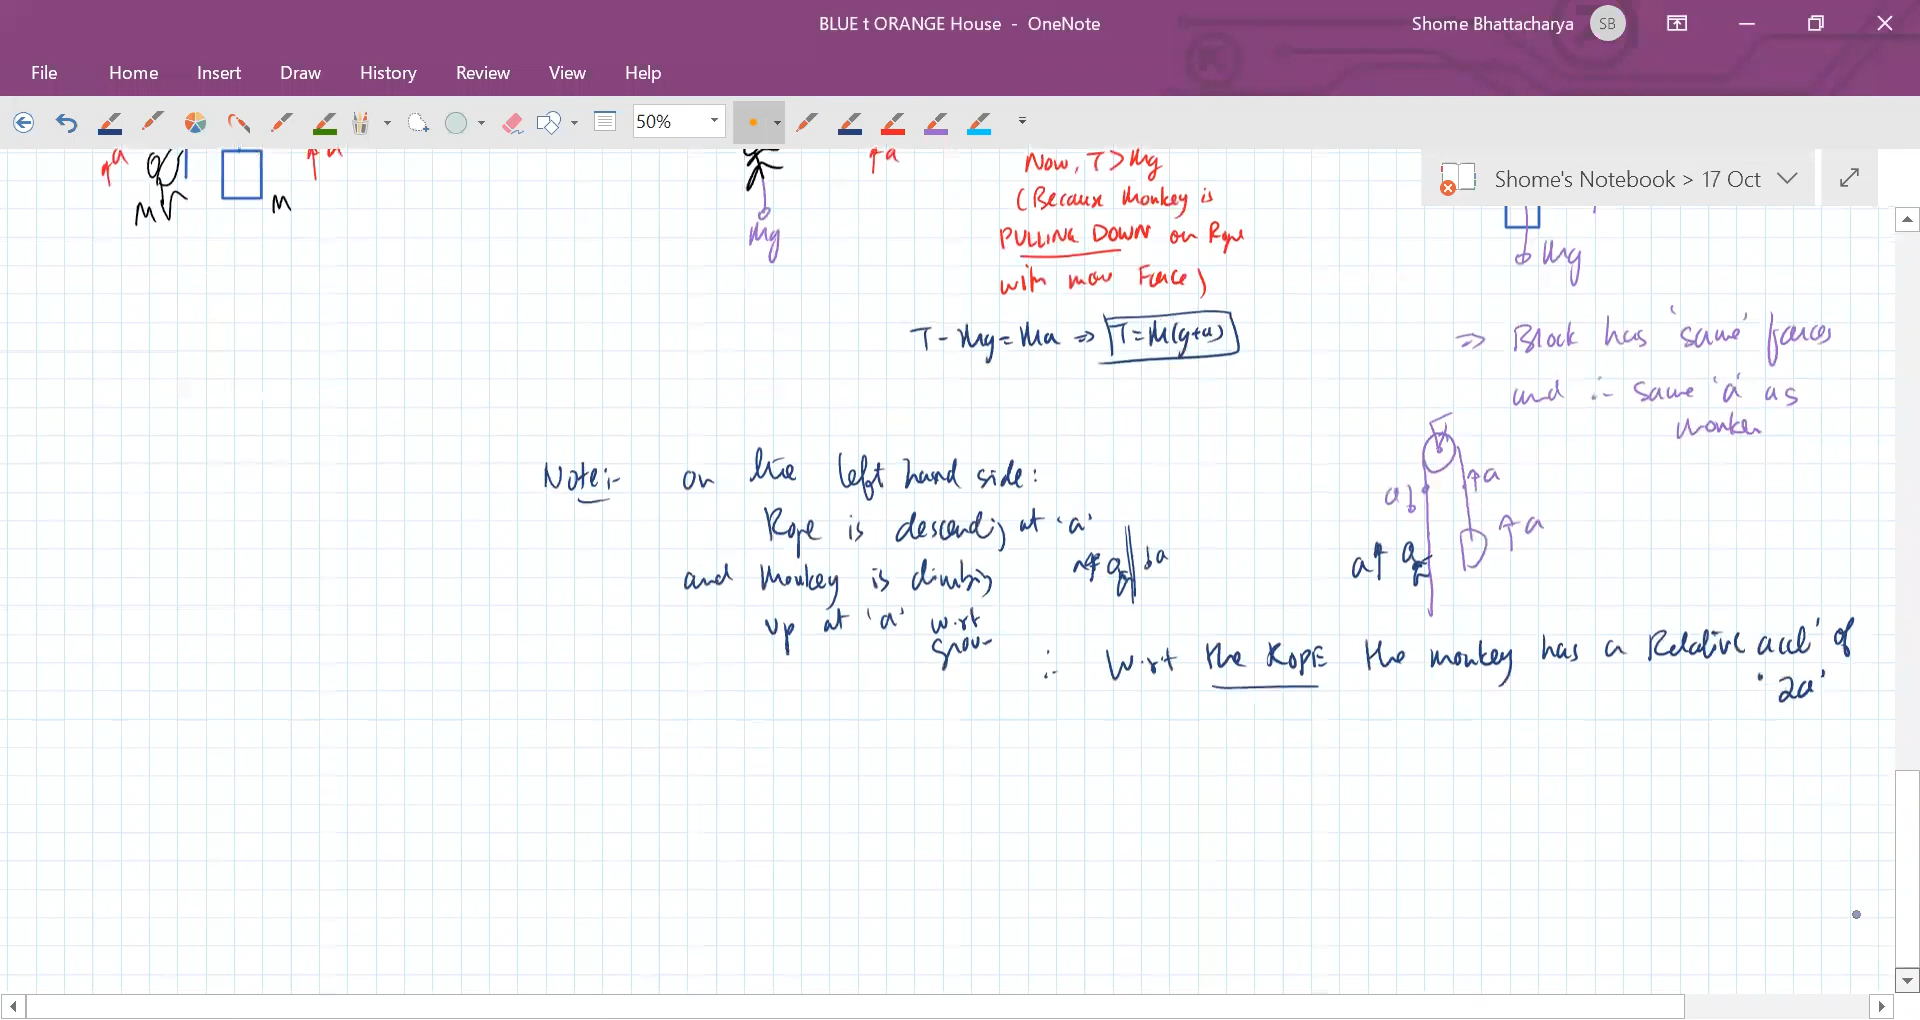 BLUE t ORANGE House - OneNote
Shome Bhattacharya
SB
File Home Insert Draw History Review View Help
50%
Shome's Notebook > 17 Oct
a
a
M
M
mg
a
Now, T > mg
(Because Monkey is
PULLING DOWN on Rope
with more Force)
mg
T - mg = ma ⇒ T = m(g+a)
⇒ Block has 'same' forces
and ∴ same 'a' as
monkey
Note:- on the left hand side:
Rope is descending at 'a'
and Monkey is climbing
up at 'a' w.r.t
a
a
a
a
a
∴ W.r.t the ROPE the monkey has a Relative accl' of
'2a'